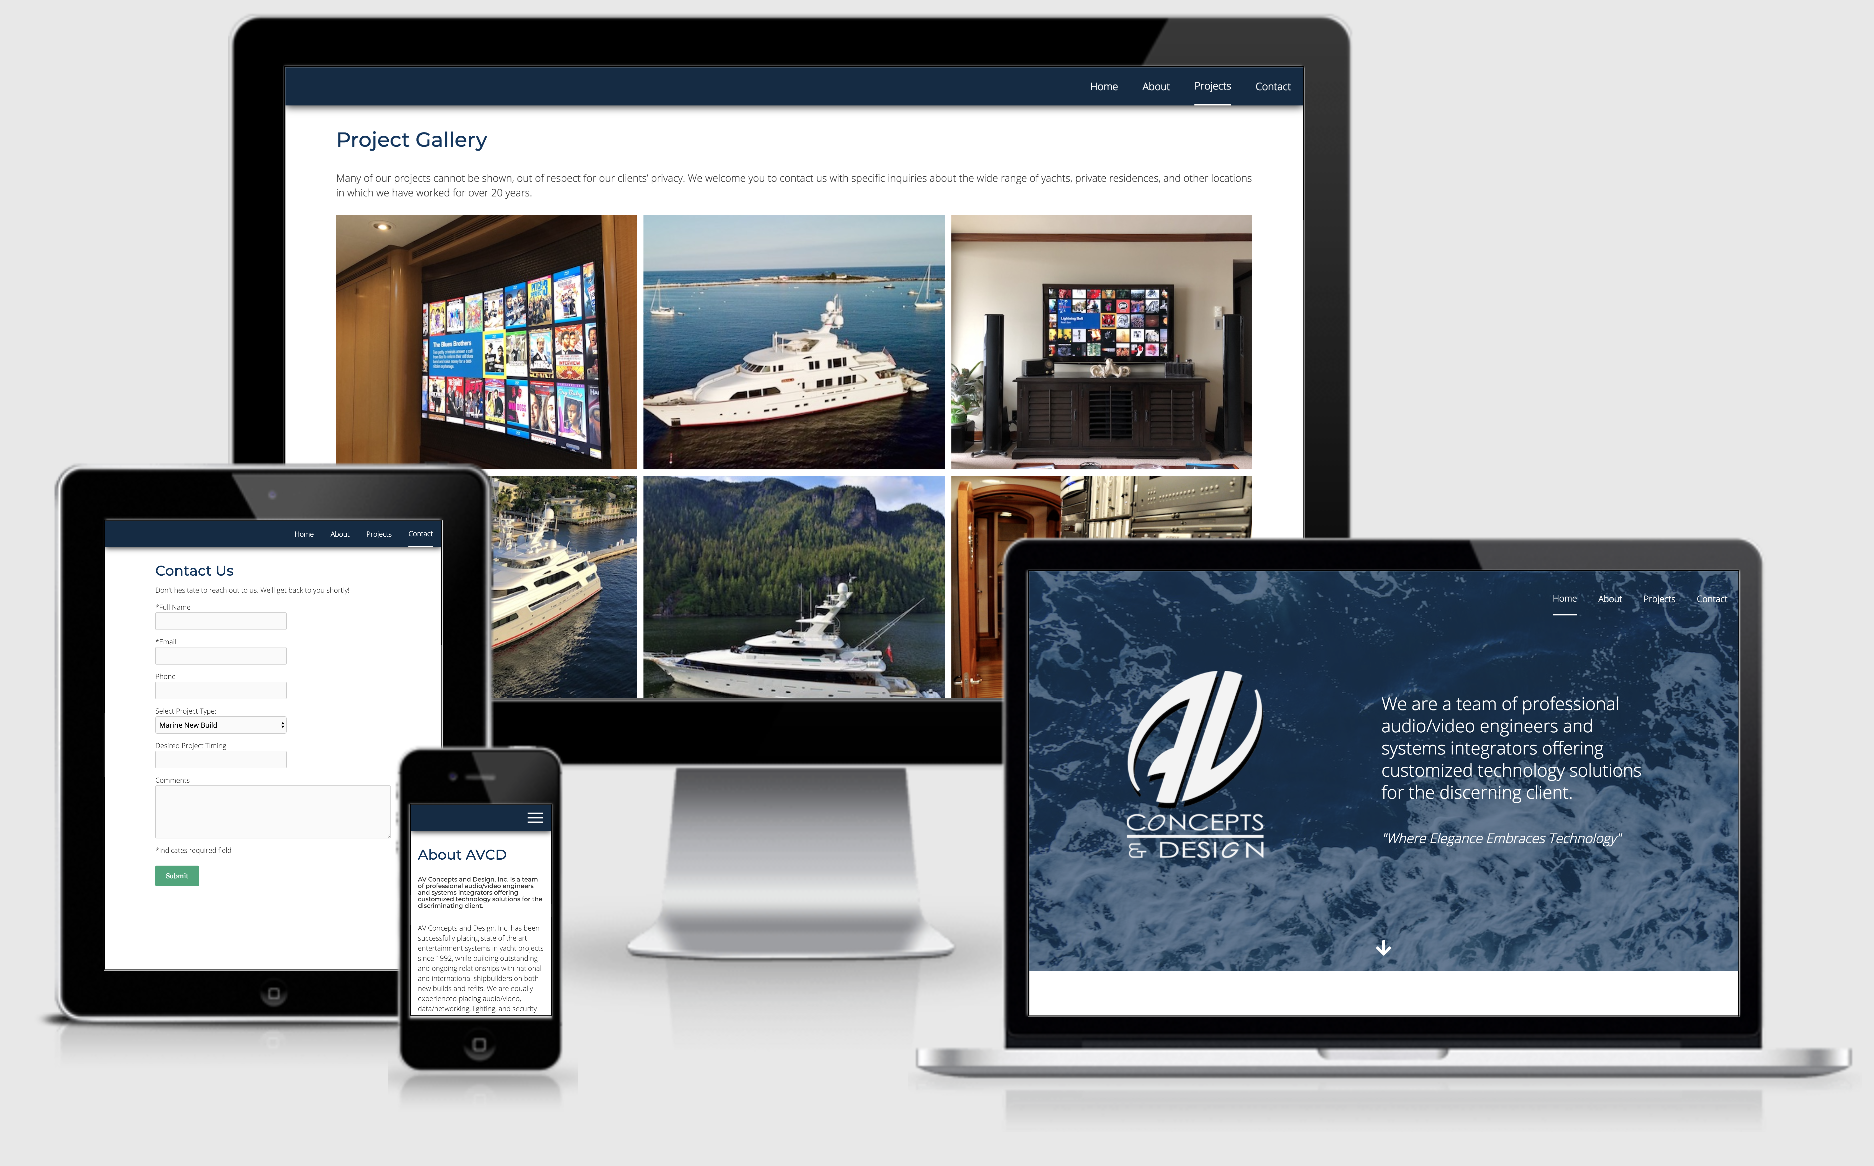 Home About Projects Contact
Project Gallery
Many of our projects cannot be shown, out of respect for our clients' privacy. We welcome you to contact us with specific inquiries about the wide range of yachts, private residences, and other locations
in which we have worked for over 20 years.
The Blues Brothers
Home About Projects Contact
Contact Us
Don't hesitate to reach out to us. We'll get back to you shortly!
*Full Name
*Email
Phone
Select Project Type:
Marine New Build
Desired Project Timing
Comments
*Indicates required field
Submit
About AVCD
AV Concepts and Design, Inc. is a team
of professional audio/video engineers
and systems integrators offering
customized technology solutions for the
discriminating client.
AV Concepts and Design, Inc. has been
successfully placing state of the art
entertainment systems in yacht projects
since 1992, while building outstanding
and ongoing relationships with national
and international shipbuilders on both
new builds and refits. We are equally
experienced placing audio/video,
data/networking, lighting, and security
Home About Projects Contact
AV
CONCEPTS
& DESIGN
We are a team of professional
audio/video engineers and
systems integrators offering
customized technology solutions
for the discerning client.
"Where Elegance Embraces Technology"